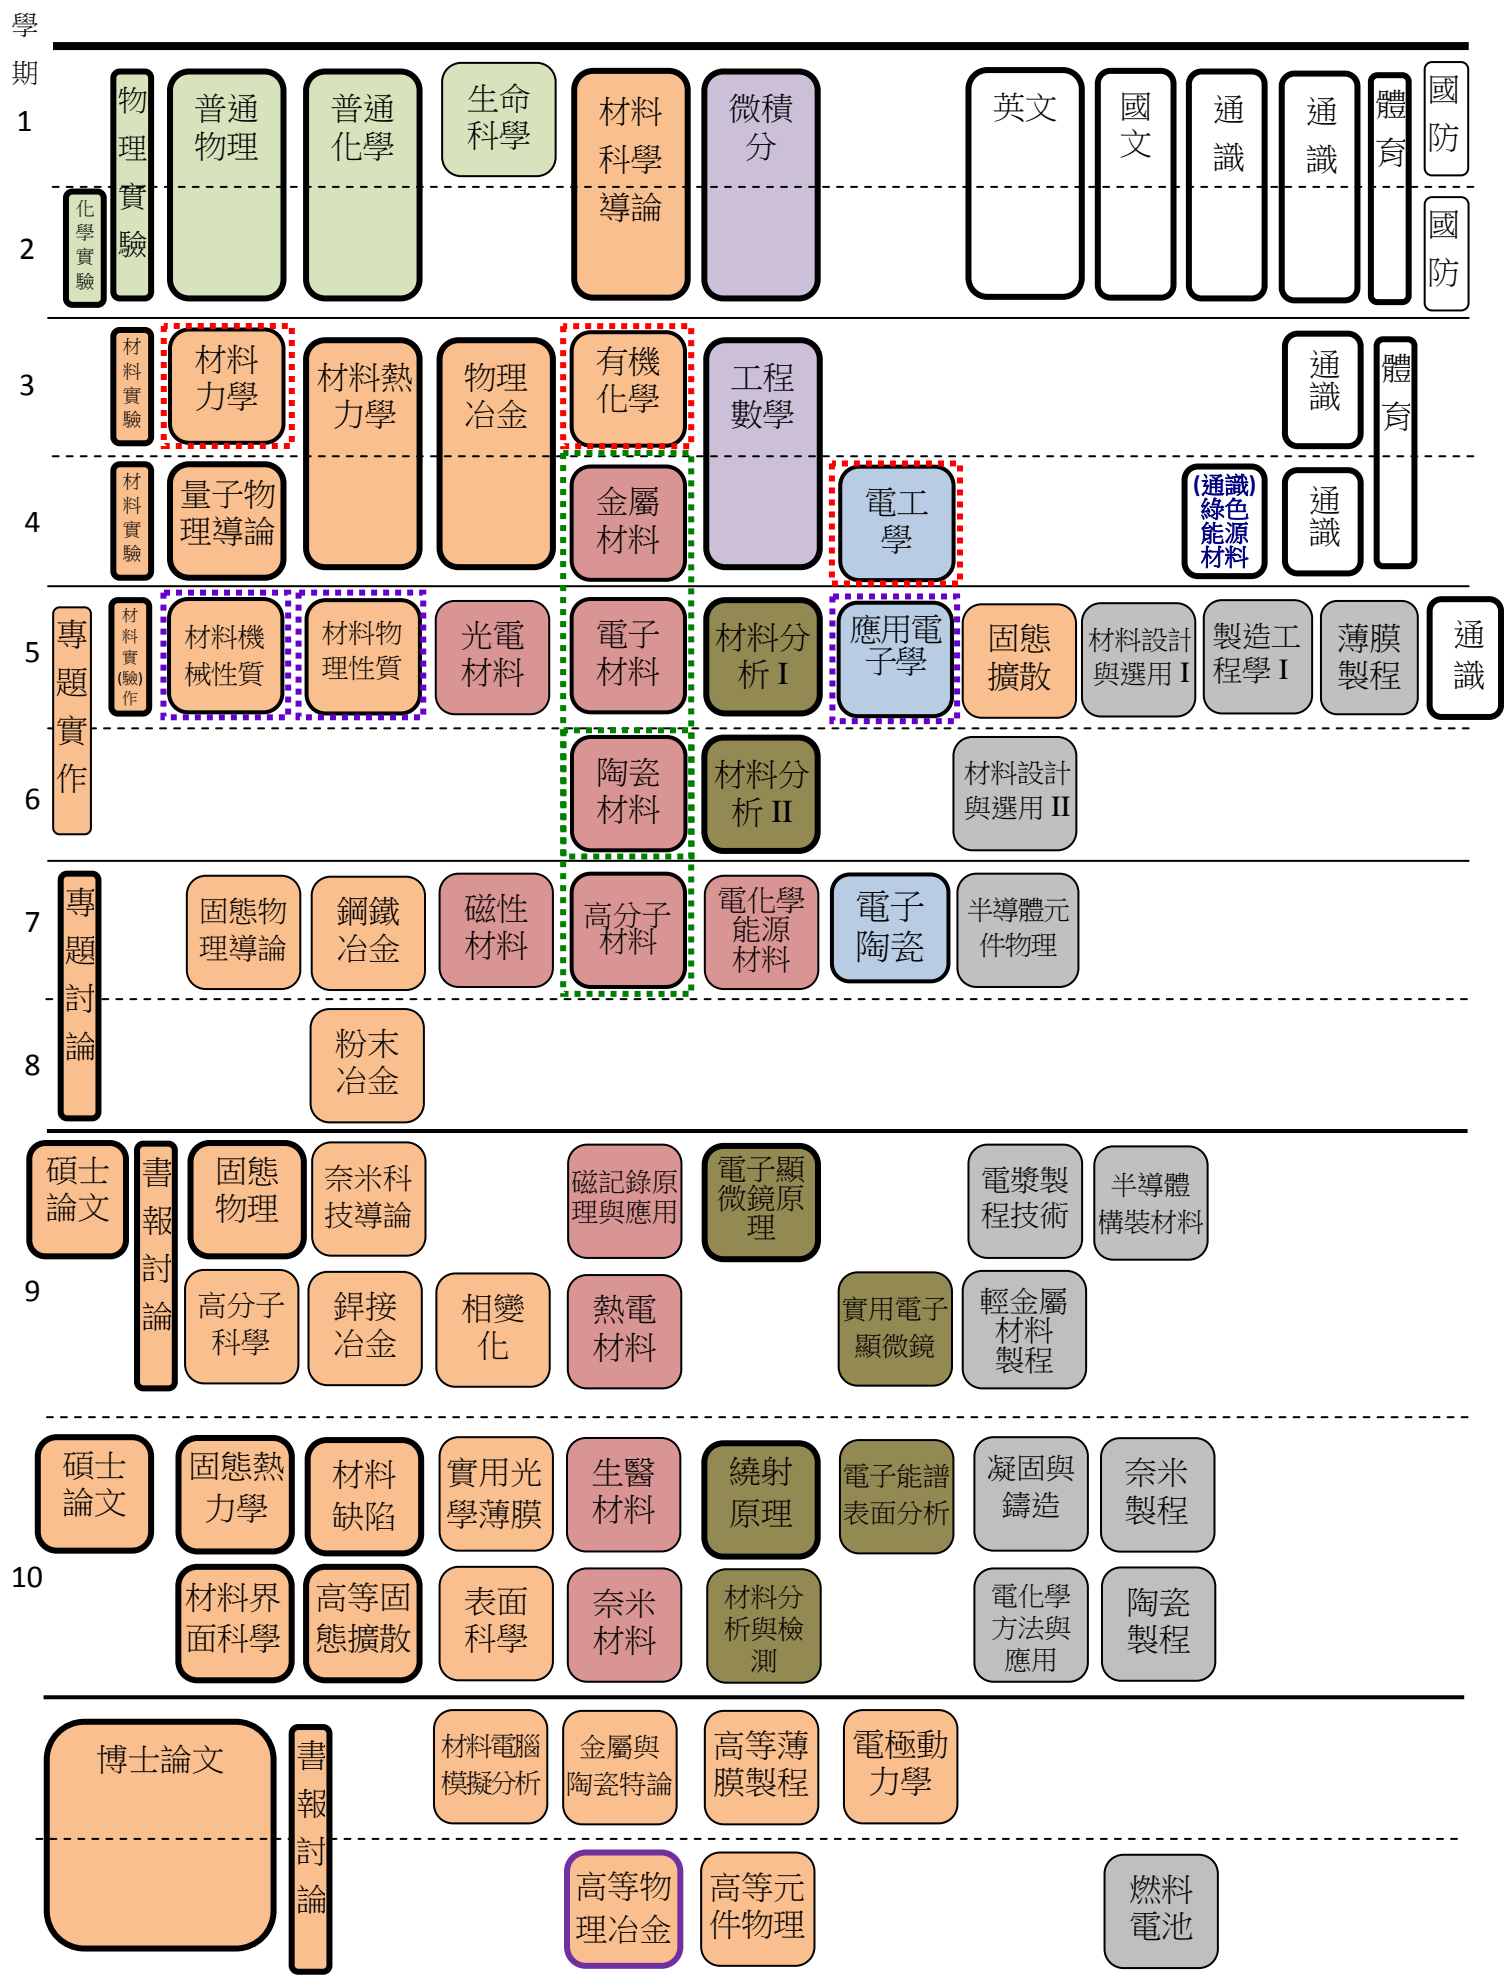 學
期
1
物
理
實
驗
普通
物理
普通
化學
生命
科學
材料
科學
導論
微積
分
英文
國
文
通
識
通
識
體
育
國
防
2
化
學
實
驗
國
防
3
材
料
實
驗
材料
力學
材料熱
力學
物理
冶金
有機
化學
工程
數學
通
識
體
育
4
材
料
實
驗
量子物
理導論
金屬
材料
電工
學
(通識)
綠色
能源
材料
通
識
5
專
題
實
作
材
料
實
(驗)
作
材料機
械性質
材料物
理性質
光電
材料
電子
材料
材料分
析 I
應用電
子學
固態
擴散
材料設計
與選用 I
製造工
程學 I
薄膜
製程
通
識
6
陶瓷
材料
材料分
析 II
材料設計
與選用 II
7
專
題
討
論
固態物
理導論
鋼鐵
冶金
磁性
材料
高分子
材料
電化學
能源
材料
電子
陶瓷
半導體元
件物理
8
粉末
冶金
碩士
論文
書
報
討
論
固態
物理
奈米科
技導論
磁記錄原
理與應用
電子顯
微鏡原
理
電漿製
程技術
半導體
構裝材料
9
高分子
科學
銲接
冶金
相變
化
熱電
材料
實用電子
顯微鏡
輕金屬
材料
製程
碩士
論文
固態熱
力學
材料
缺陷
實用光
學薄膜
生醫
材料
繞射
原理
電子能譜
表面分析
凝固與
鑄造
奈米
製程
10
材料界
面科學
高等固
態擴散
表面
科學
奈米
材料
材料分
析與檢
測
電化學
方法與
應用
陶瓷
製程
博士論文
書
報
討
論
材料電腦
模擬分析
金屬與
陶瓷特論
高等薄
膜製程
電極動
力學
高等物
理冶金
高等元
件物理
燃料
電池